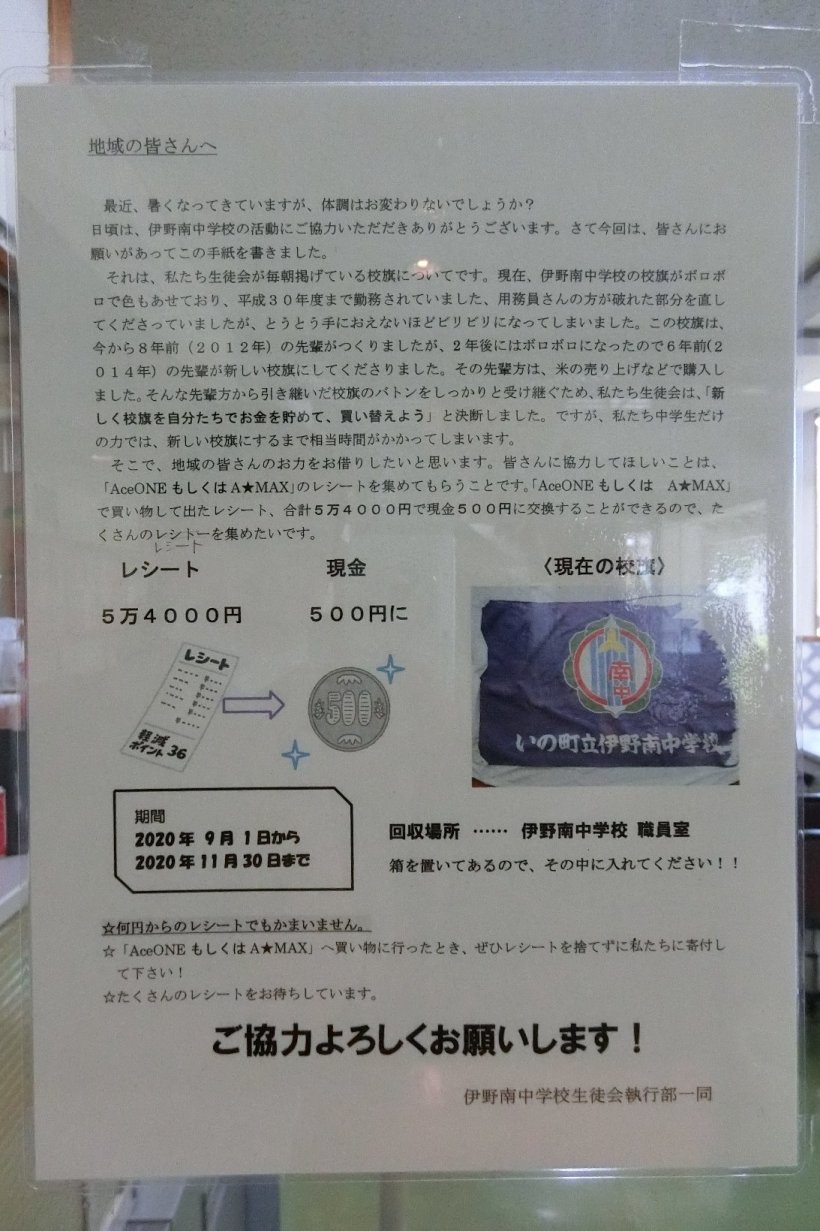 地域の皆さんへ
最近、暑くなってきていますが、体調はお変わりないでしょうか？
日頃は、伊野南中学校の活動にご協力いただだきありがとうございます。さて今回は、皆さんにお
願いがあってこの手紙を書きました。
それは、私たち生徒会が毎朝掲げている校旗についてです。現在、伊野南中学校の校旗がボロボ
ロで色もあせており、平成３０年度まで勤務されていました、用務員さんの方が破れた部分を直し
てくださっていましたが、とうとう手におえないほどビリビリになってしまいました。この校旗は、
今から８年前（２０１２年）の先輩がつくりましたが、２年後にはボロボロになったので６年前(２
０１４年）の先輩が新しい校旗にしてくださりました。その先輩方は、米の売り上げなどで購入し
ました。そんな先輩方から引き継いだ校旗のバトンをしっかりと受け継ぐため、私たち生徒会は、「新
しく校旗を自分たちでお金を貯めて、買い替えよう」と決断しました。ですが、私たち中学生だけ
の力では、新しい校旗にするまで相当時間がかかってしまいます。
そこで、地域の皆さんのお力をお借りしたいと思います。皆さんに協力してほしいことは、
「AceONE もしくは A★MAX」のレシートを集めてもらうことです。「AceONE もしくは　A★MAX」
で買い物して出たレシート、合計５万４０００円で現金５００円に交換することができるので、た
くさんのレシートを集めたいです。
レシート
レシート　現金　〈現在の校旗〉
５万４０００円　５００円に
レシート
軽減
ポイント 36
500
南
中
いの町立伊野南中学校
期間
2020 年 9 月 1 日から
2020 年 11 月 30 日まで
回収場所 …… 伊野南中学校 職員室
箱を置いてあるので、その中に入れてください！！
☆何円からのレシートでもかまいません。
☆「AceONE もしくは A★MAX」へ買い物に行ったとき、ぜひレシートを捨てずに私たちに寄付し
て下さい！
☆たくさんのレシートをお待ちしています。
ご協力よろしくお願いします！
伊野南中学校生徒会執行部一同